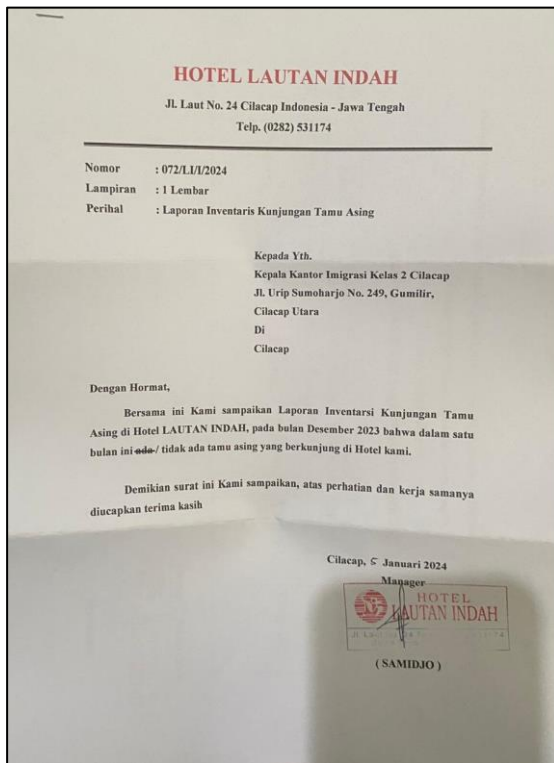 HOTEL LAUTAN INDAH
Jl. Laut No. 24 Cilacap Indonesia - Jawa Tengah
Telp. (0282) 531174
Nomor : 072/LI/I/2024
Lampiran : 1 Lembar
Perihal : Laporan Inventaris Kunjungan Tamu Asing
Kepada Yth.
Kepala Kantor Imigrasi Kelas 2 Cilacap
Jl. Urip Sumoharjo No. 249, Gumilir,
Cilacap Utara
Di
Cilacap
Dengan Hormat,
Bersama ini Kami sampaikan Laporan Inventarsi Kunjungan Tamu
Asing di Hotel LAUTAN INDAH, pada bulan Desember 2023 bahwa dalam satu
bulan ini ada / tidak ada tamu asing yang berkunjung di Hotel kami.
Demikian surat ini Kami sampaikan, atas perhatian dan kerja samanya
diucapkan terima kasih
Cilacap, 5 Januari 2024
Manager
HOTEL
LAUTAN INDAH
( SAMIDJO )